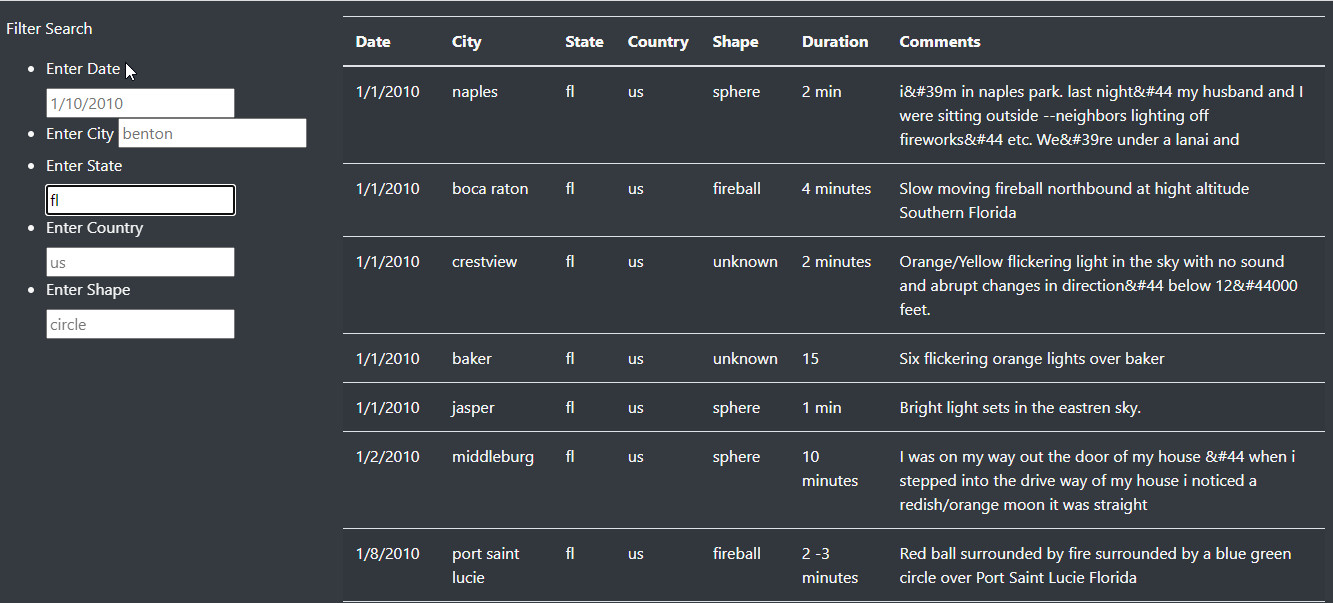 Filter Search
Enter Date
1/10/2010
Enter City benton
Enter State
fl
Enter Country
us
Enter Shape
circle
Date City State Country Shape Duration Comments
1/1/2010 naples fl us sphere 2 min i&#39m in naples park. last night&#44 my husband and I
were sitting outside --neighbors lighting off
fireworks&#44 etc. We&#39re under a lanai and
1/1/2010 boca raton fl us fireball 4 minutes Slow moving fireball northbound at hight altitude
Southern Florida
1/1/2010 crestview fl us unknown 2 minutes Orange/Yellow flickering light in the sky with no sound
and abrupt changes in direction&#44 below 12&#44000
feet.
1/1/2010 baker fl us unknown 15 Six flickering orange lights over baker
1/1/2010 jasper fl us sphere 1 min Bright light sets in the eastren sky.
1/2/2010 middleburg fl us sphere 10 I was on my way out the door of my house &#44 when i
minutes stepped into the drive way of my house i noticed a
redish/orange moon it was straight
1/8/2010 port saint fl us fireball 2 -3 Red ball surrounded by fire surrounded by a blue green
lucie minutes circle over Port Saint Lucie Florida